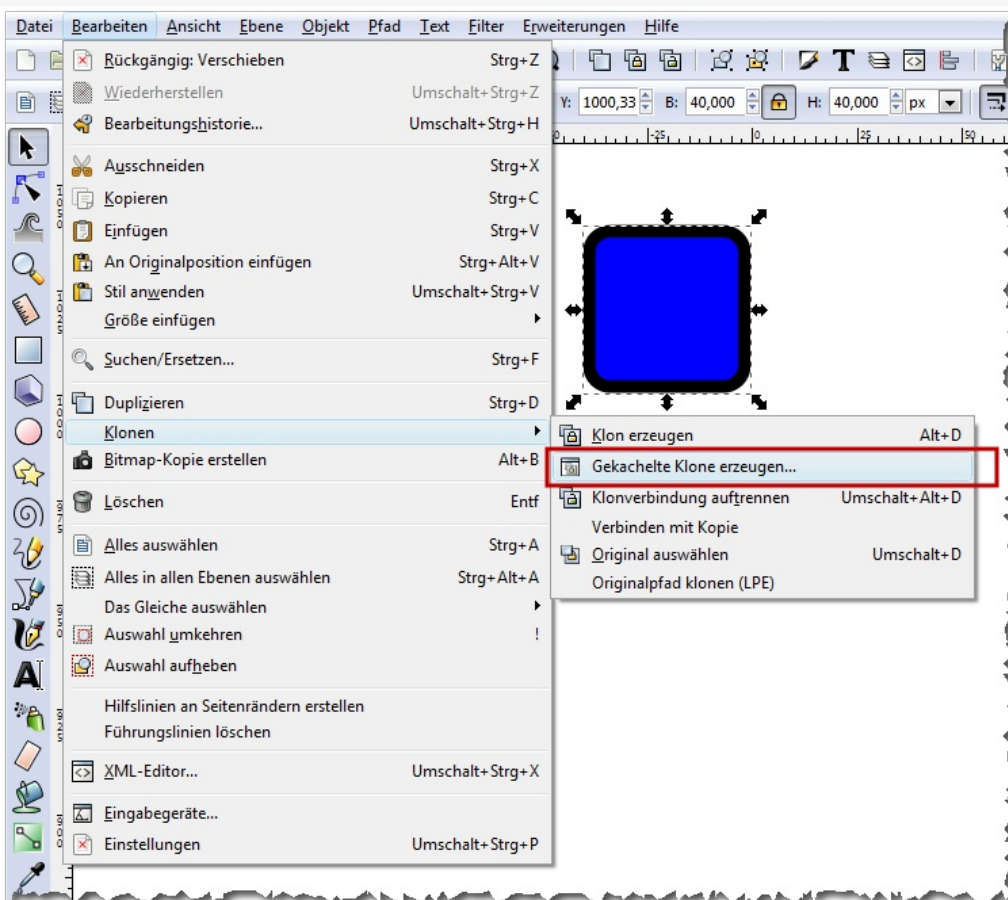 Datei Bearbeiten Ansicht Ebene Objekt Pfad Text Filter Erweiterungen Hilfe
Y: 1000,33 B: 40,000 H: 40,000 px
-25 0 25 50
Rückgängig: Verschieben Strg+Z
Wiederherstellen Umschalt+Strg+Z
Bearbeitungshistorie... Umschalt+Strg+H
Ausschneiden Strg+X
Kopieren Strg+C
Einfügen Strg+V
An Originalposition einfügen Strg+Alt+V
Stil anwenden Umschalt+Strg+V
Größe einfügen
Suchen/Ersetzen... Strg+F
Duplizieren Strg+D
Klonen
Bitmap-Kopie erstellen Alt+B
Löschen Entf
Alles auswählen Strg+A
Alles in allen Ebenen auswählen Strg+Alt+A
Das Gleiche auswählen
Auswahl umkehren !
Auswahl aufheben
Hilfslinien an Seitenrändern erstellen
Führungslinien löschen
XML-Editor... Umschalt+Strg+X
Eingabegeräte...
Einstellungen Umschalt+Strg+P
Klon erzeugen Alt+D
Gekachelte Klone erzeugen...
Klonverbindung auftrennen Umschalt+Alt+D
Verbinden mit Kopie
Original auswählen Umschalt+D
Originalpfad klonen (LPE)